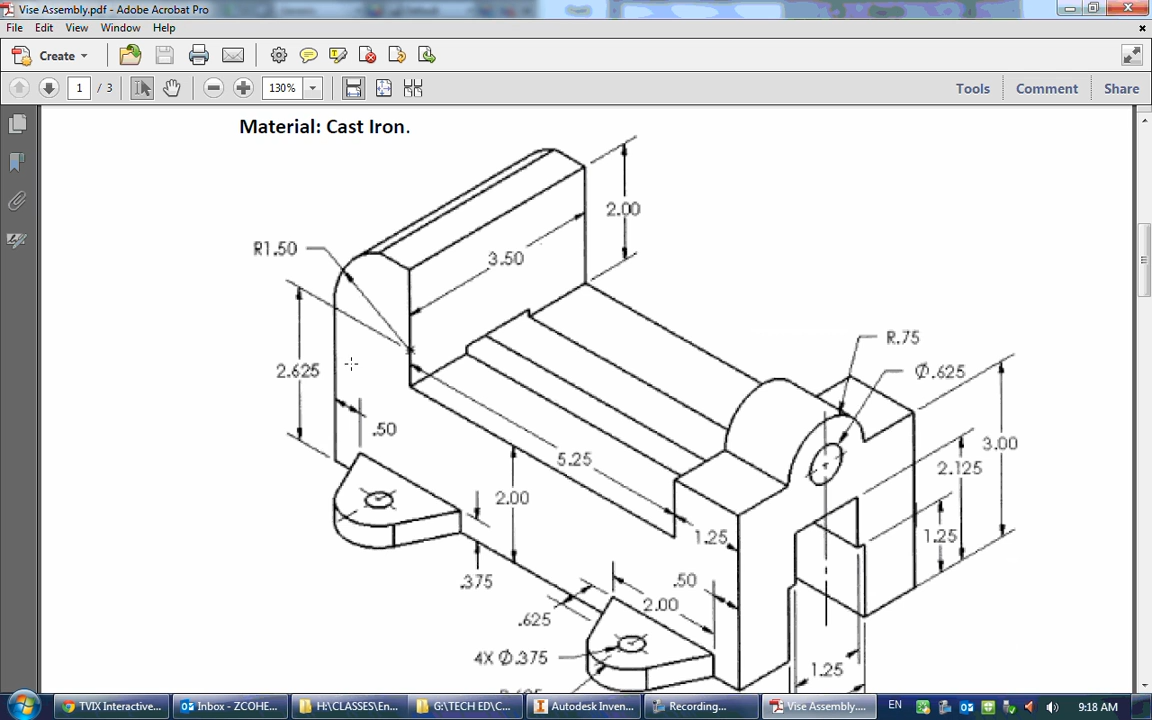 Vise Assembly.pdf - Adobe Acrobat Pro
File Edit View Window Help
Create
1 / 3 130% Tools Comment Share
Material: Cast Iron.
2.00
R1.50
3.50
R.75
Ø.625
2.625
.50
3.00
5.25
2.125
2.00
1.25
1.25
.375
.50
2.00
.625
4X Ø.375
1.25
TVIX Interactive... Inbox - ZCOHE... H:\CLASSES\En... G:\TECH ED\C... Autodesk Inven... Recording... Vise Assembly.... EN 9:18 AM